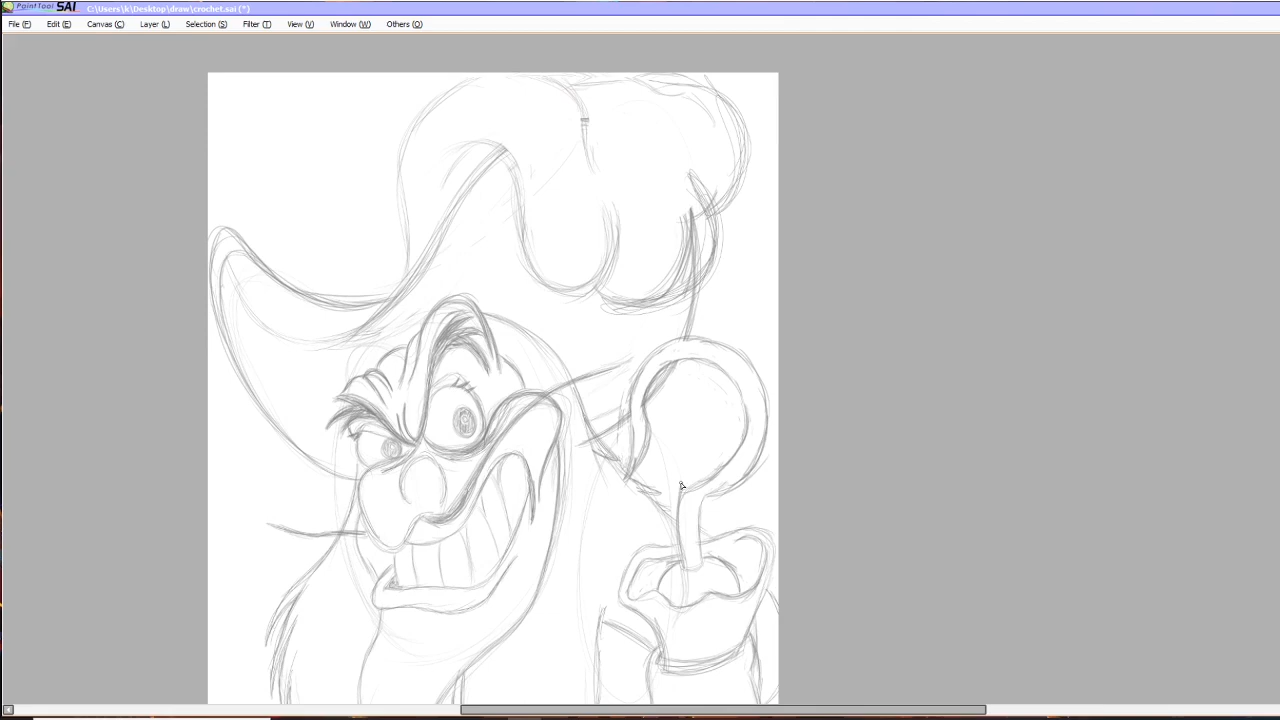 PaintTool SAI C:\Users\k\Desktop\draw\crochet.sai (*)
File (F) Edit (E) Canvas (C) Layer (L) Selection (S) Filter (T) View (V) Window (W) Others (O)